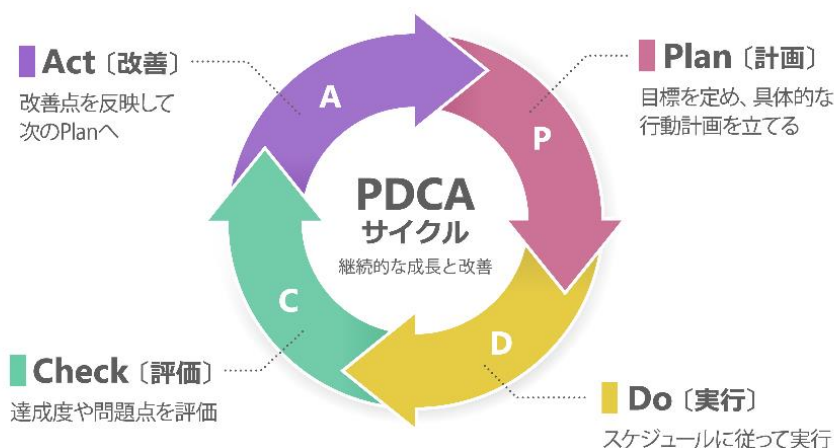 Act〔改善〕
改善点を反映して
次のPlanへ
Plan〔計画〕
目標を定め、具体的な
行動計画を立てる
A
P
PDCA
サイクル
継続的な成長と改善
C
D
Check〔評価〕
達成度や問題点を評価
Do〔実行〕
スケジュールに従って実行